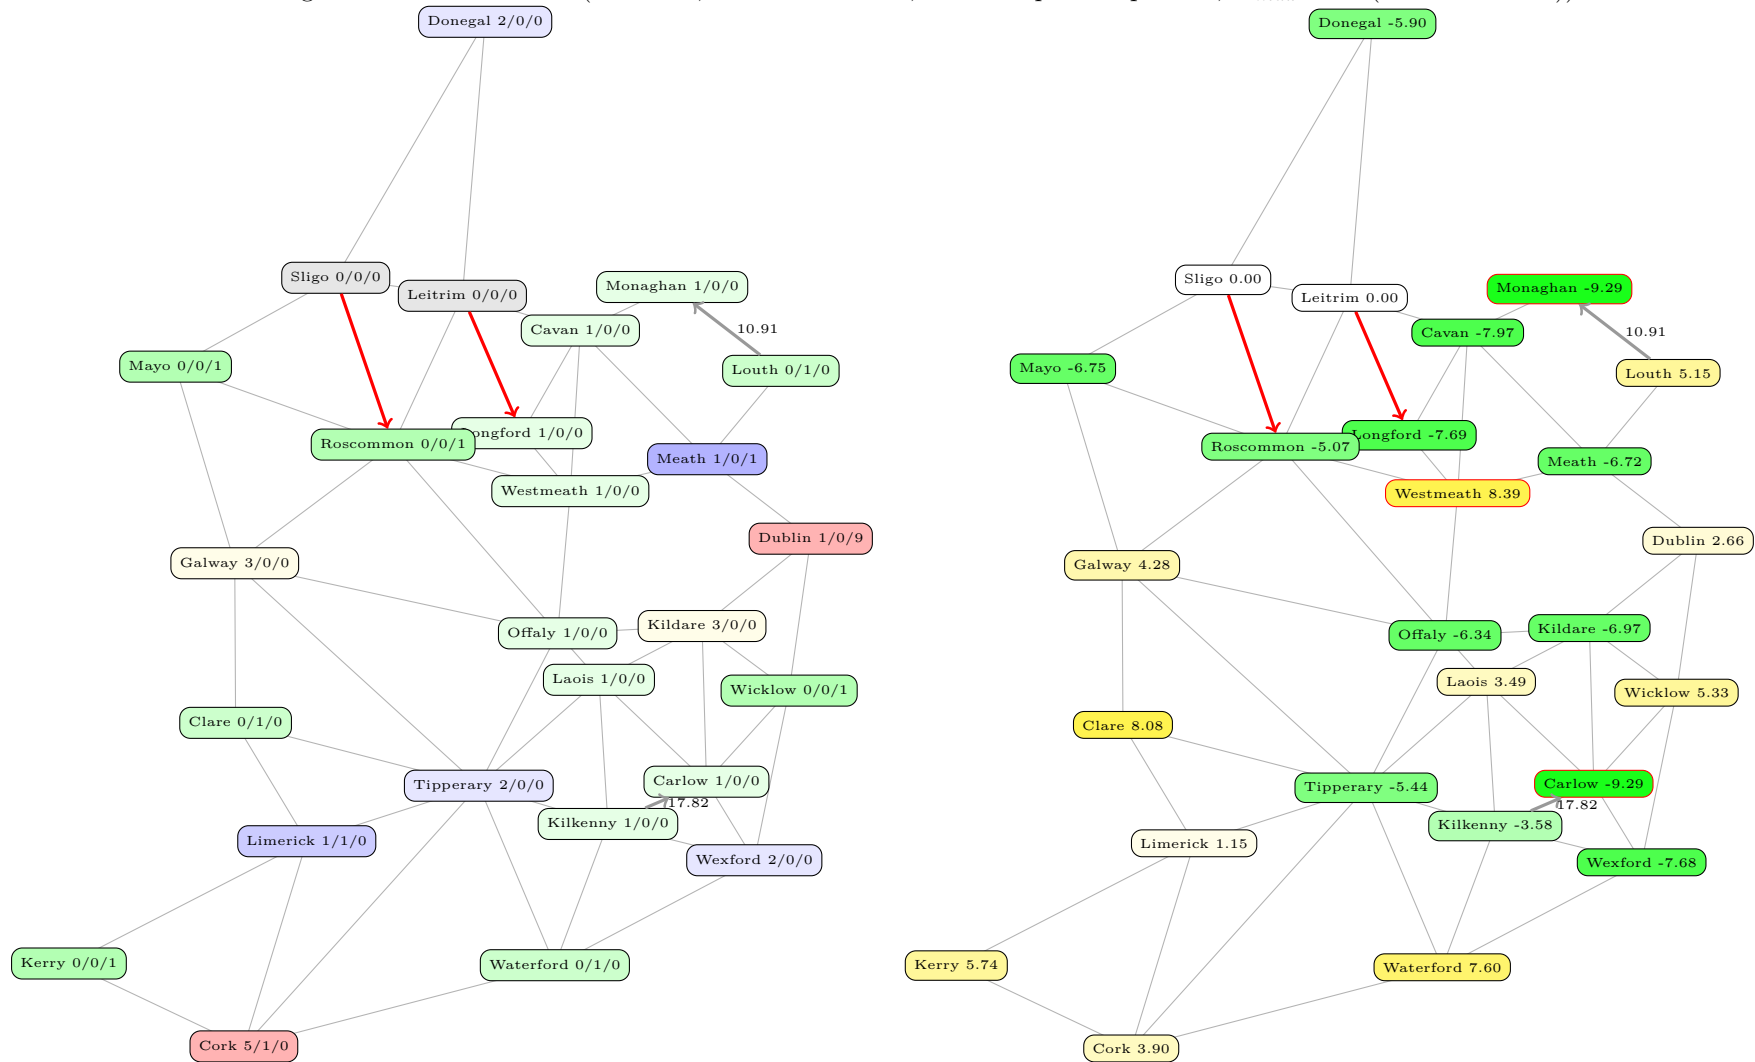 Donegal 2/0/0
Sligo 0/0/0
Leitrim 0/0/0
Monaghan 1/0/0
Cavan 1/0/0
10.91
Mayo 0/0/1
Louth 0/1/0
Roscommon 0/0/1
Longford 1/0/0
Meath 1/0/1
Westmeath 1/0/0
Dublin 1/0/9
Galway 3/0/0
Offaly 1/0/0
Kildare 3/0/0
Laois 1/0/0
Wicklow 0/0/1
Clare 0/1/0
Tipperary 2/0/0
Carlow 1/0/0
17.82
Kilkenny 1/0/0
Limerick 1/1/0
Wexford 2/0/0
Kerry 0/0/1
Waterford 0/1/0
Cork 5/1/0
Donegal -5.90
Sligo 0.00
Leitrim 0.00
Monaghan -9.29
Cavan -7.97
10.91
Mayo -6.75
Louth 5.15
Roscommon -5.07
Longford -7.69
Meath -6.72
Westmeath 8.39
Dublin 2.66
Galway 4.28
Offaly -6.34
Kildare -6.97
Laois 3.49
Wicklow 5.33
Clare 8.08
Tipperary -5.44
Carlow -9.29
17.82
Kilkenny -3.58
Limerick 1.15
Wexford -7.68
Kerry 5.74
Waterford 7.60
Cork 3.90